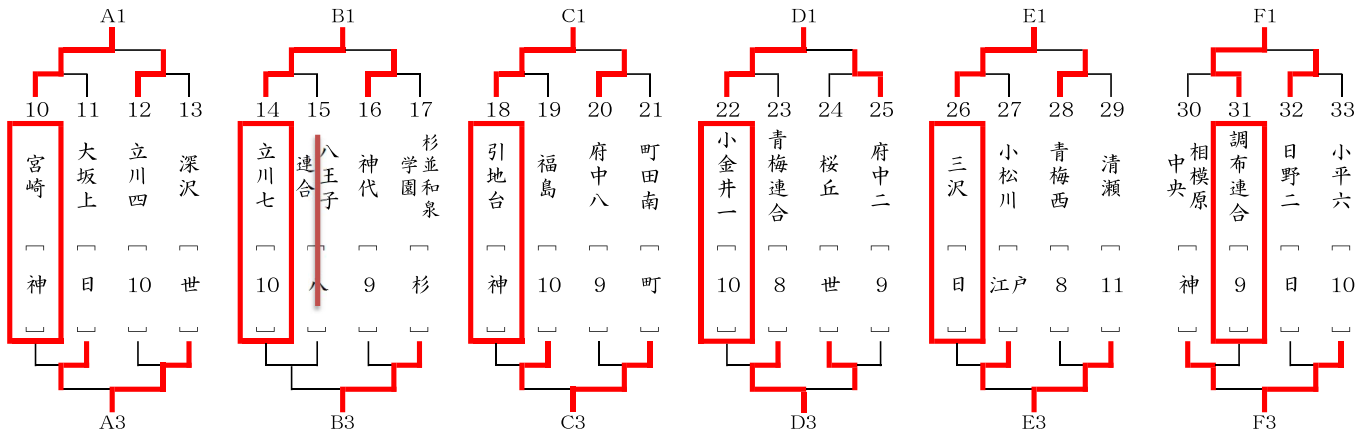 A1 B1 C1 D1 E1 F1
10 11 12 13 14 15 16 17 18 19 20 21 22 23 24 25 26 27 28 29 30 31 32 33
宮崎
大坂上
立川四
深沢
立川七
八王子
連合
神代
杉並和泉
学園
引地台
福島
府中八
町田南
小金井一
青梅連合
桜丘
府中二
三沢
小松川
青梅西
清瀬
相模原
中央
調布連合
日野二
小平六
[神] [日] [10] [世] [10] [八] [9] [杉] [神] [10] [9] [町] [10] [8] [世] [9] [日] [江戸] [8] [11] [神] [9] [日] [10]
A3 B3 C3 D3 E3 F3